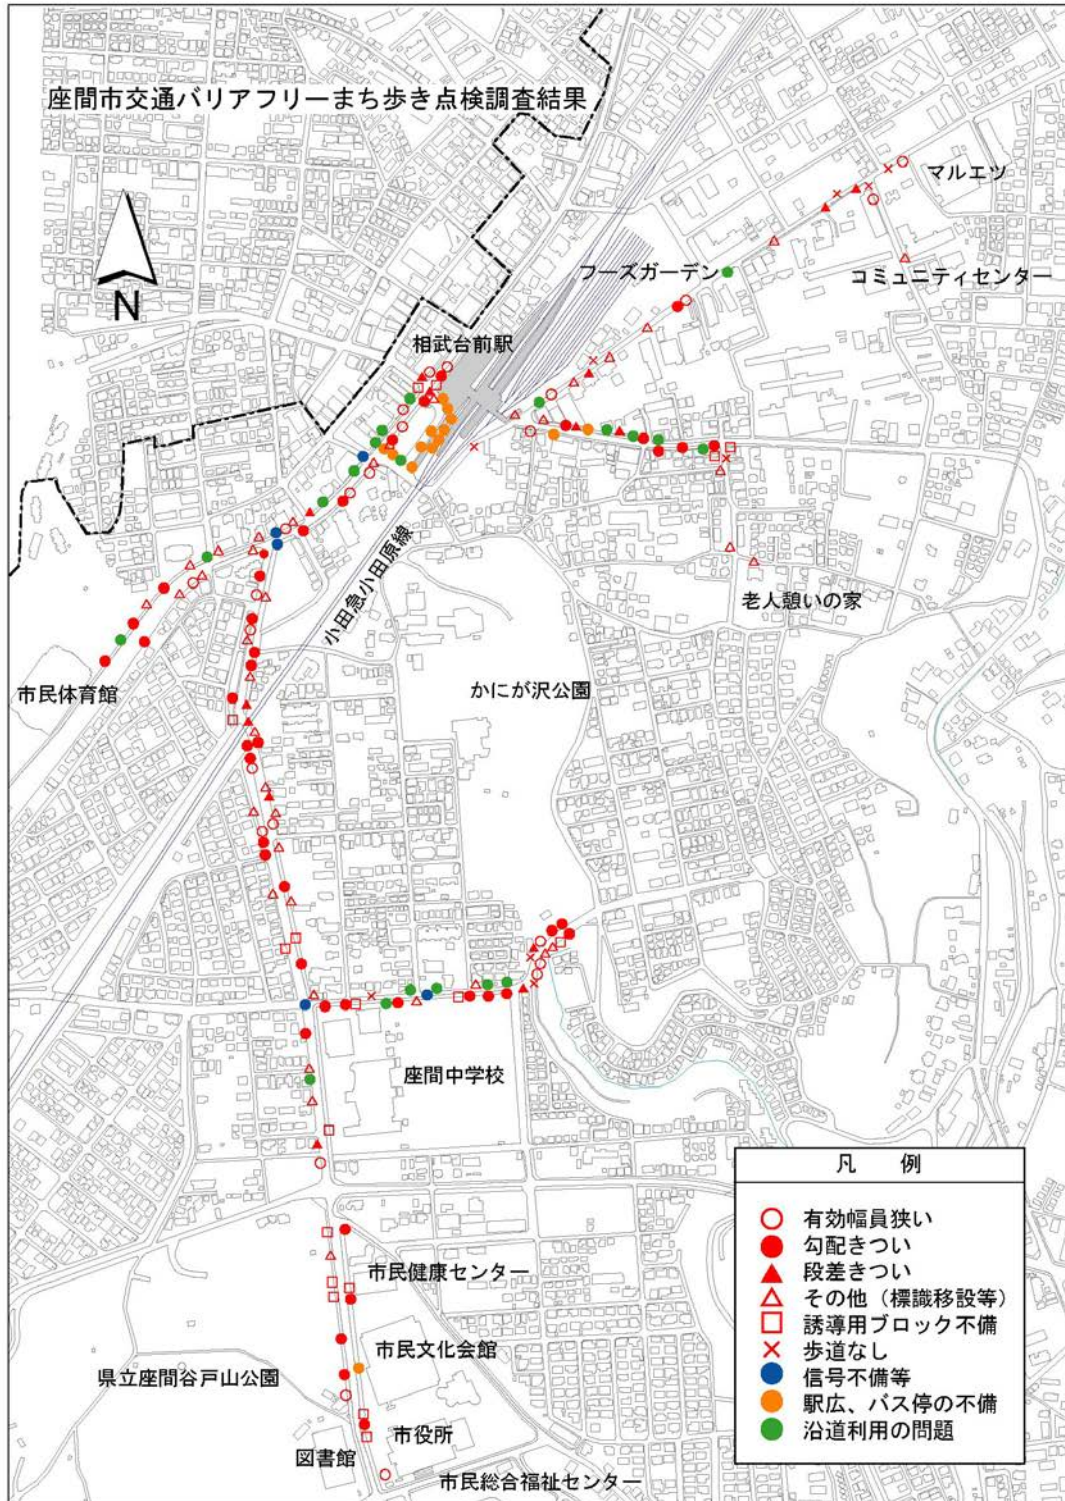 座間市交通バリアフリーまち歩き点検調査結果
マルエツ
フーズガーデン
コミュニティセンター
N
相武台前駅
小田急小田原線
老人憩いの家
市民体育館
かにが沢公園
座間中学校
凡 例
有効幅員狭い
勾配きつい
段差きつい
その他（標識移設等）
誘導用ブロック不備
歩道なし
信号不備等
駅広、バス停の不備
沿道利用の問題
市民健康センター
市民文化会館
県立座間谷戸山公園
市役所
図書館
市民総合福祉センター